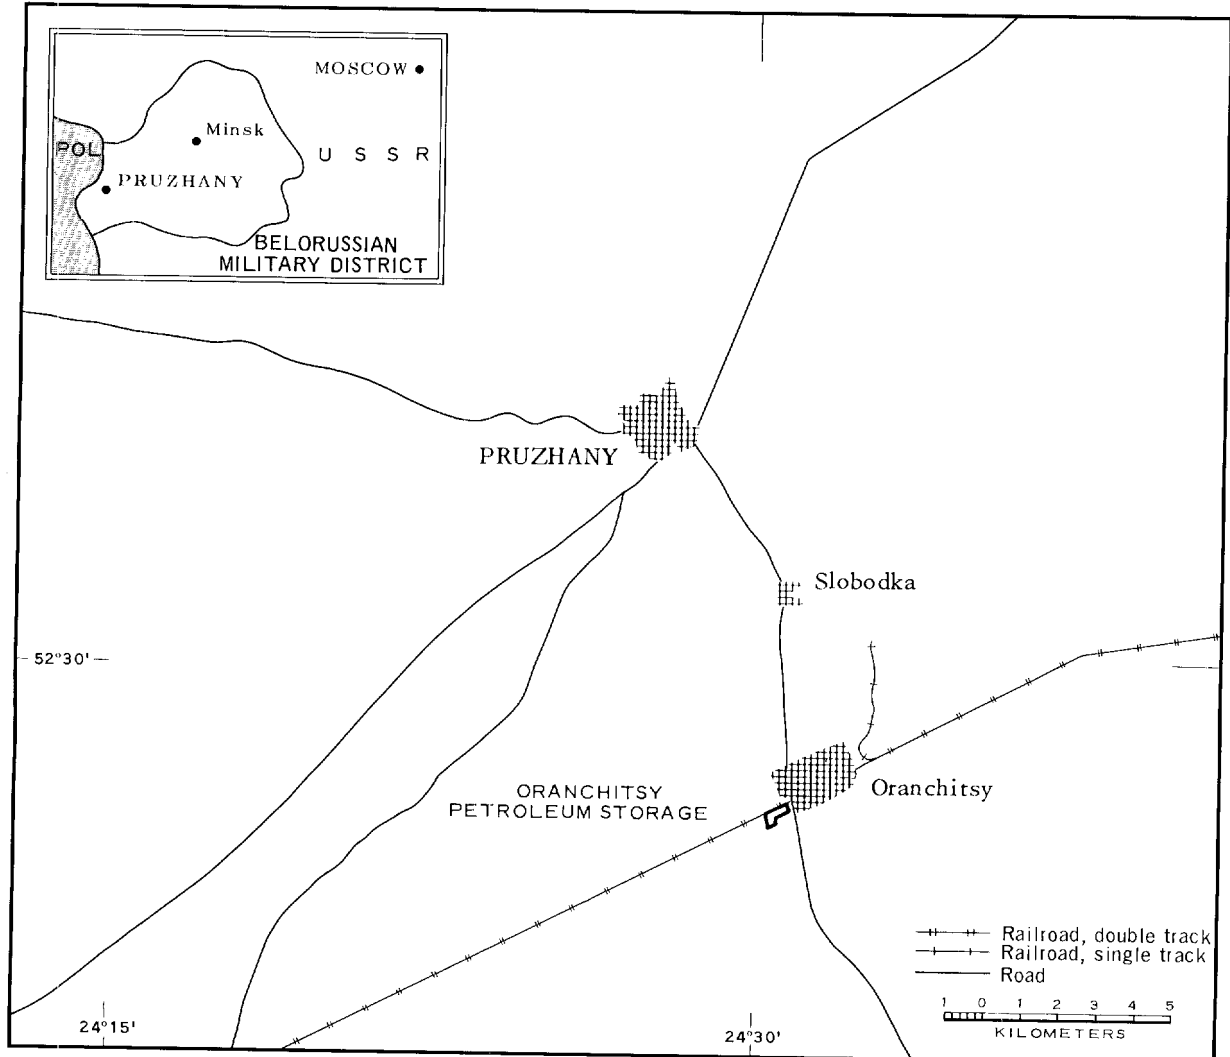 MOSCOW
Minsk
POL
U S S R
PRUZHANY
BELORUSSIAN
MILITARY DISTRICT
PRUZHANY
Slobodka
52°30'
ORANCHITSY
PETROLEUM STORAGE
Oranchitsy
Railroad, double track
Railroad, single track
Road
1 0 1 2 3 4 5
KILOMETERS
24°15'
24°30'